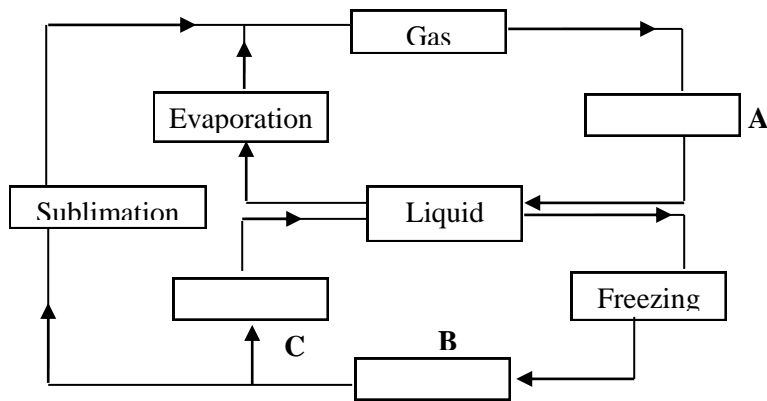 Gas
Evaporation
A
Sublimation
Liquid
Freezing
C
B